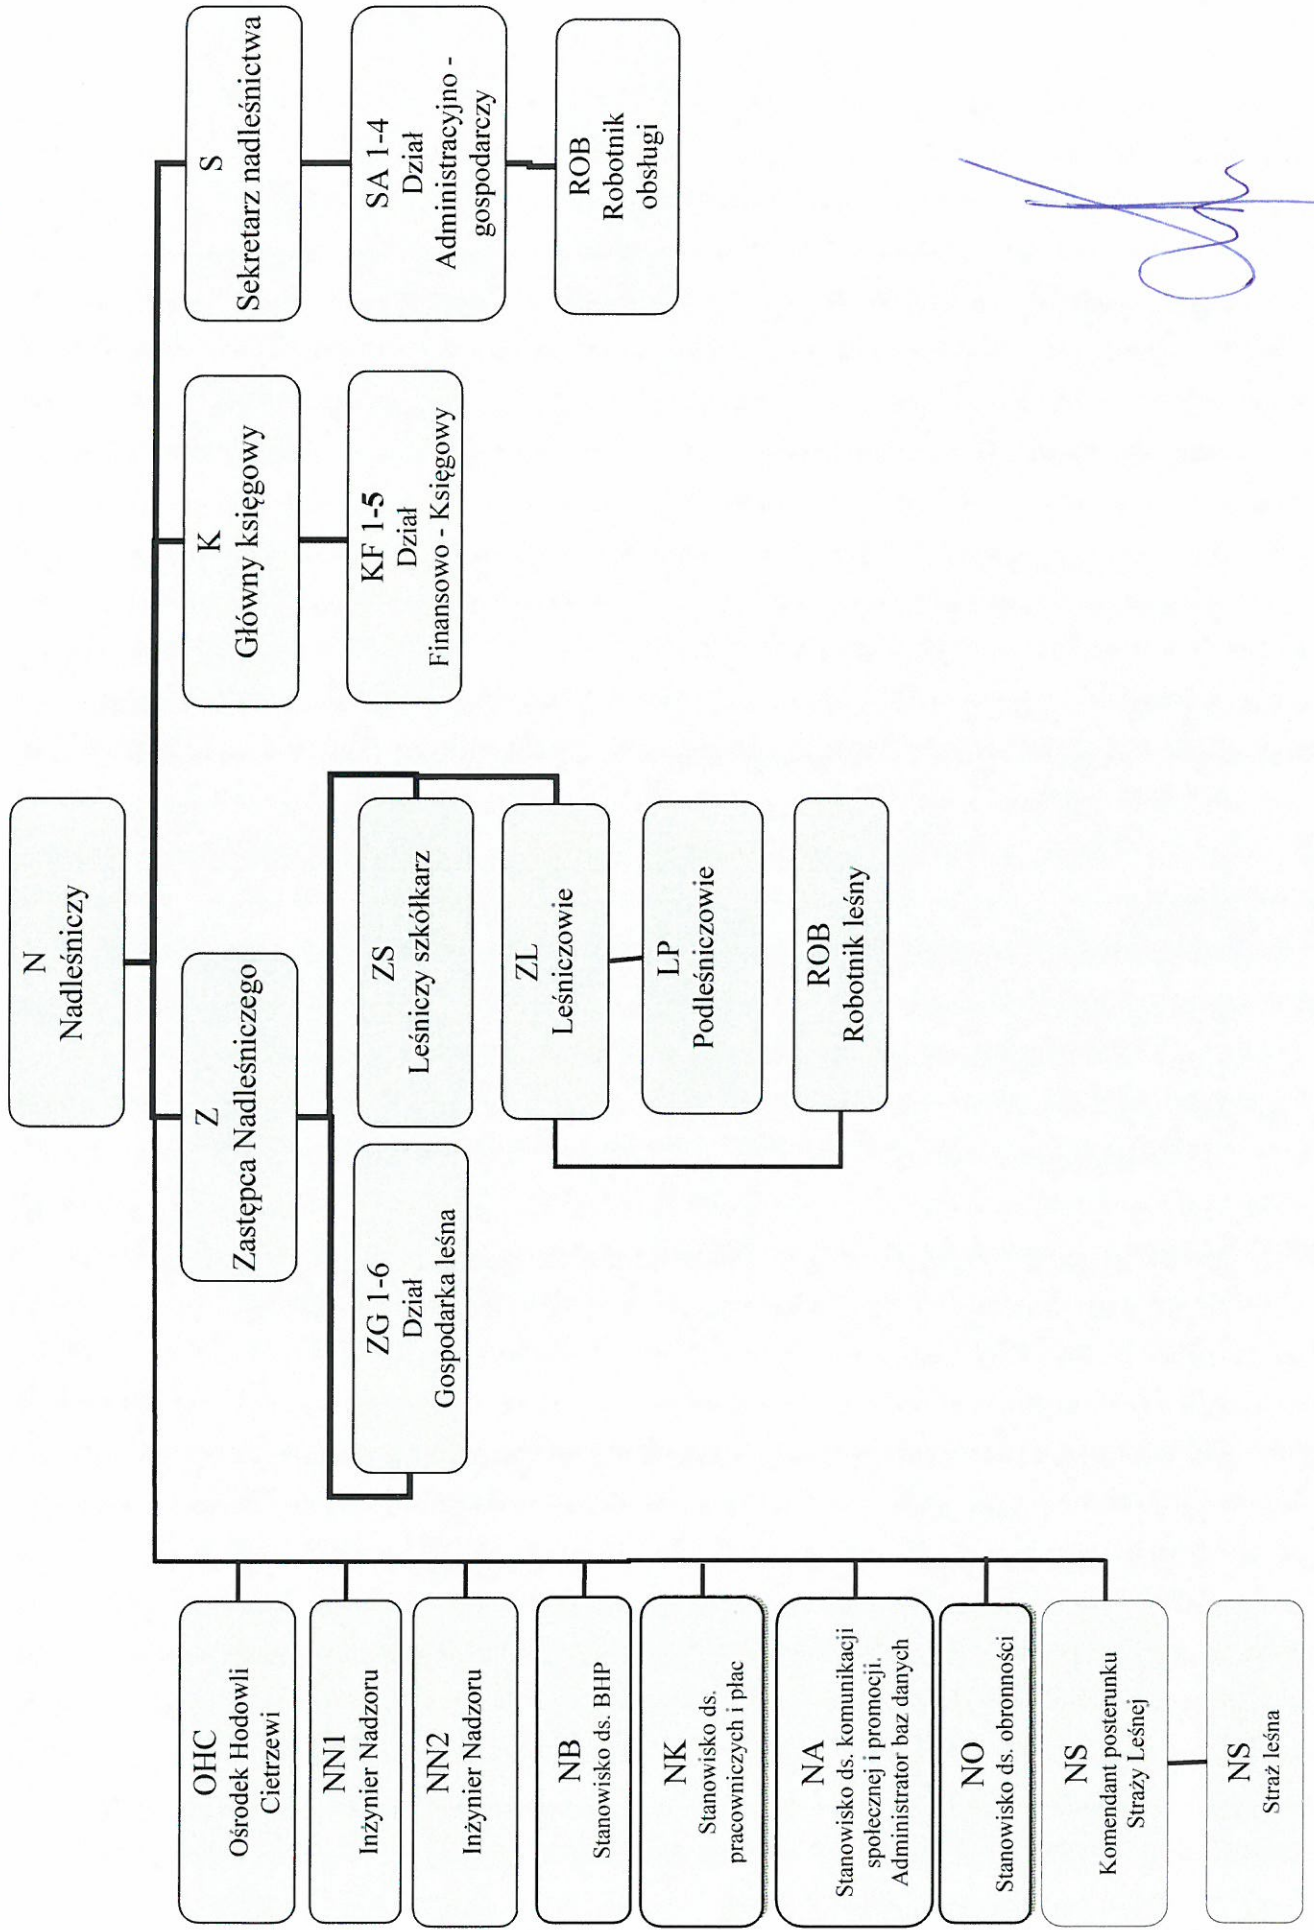 N
Nadleśniczy
Z
Zastępca Nadleśniczego
K
Główny księgowy
S
Sekretarz nadleśnictwa
ZG 1-6
Dział
Gospodarka leśna
ZS
Leśniczy szkółkarz
ZL
Leśniczowie
LP
Podleśniczowie
ROB
Robotnik leśny
KF 1-5
Dział
Finansowo - Księgowy
SA 1-4
Dział
Administracyjno -
gospodarczy
ROB
Robotnik
obsługi
OHC
Ośrodek Hodowli
Cietrzewi
NN1
Inżynier Nadzoru
NN2
Inżynier Nadzoru
NB
Stanowisko ds. BHP
NK
Stanowisko ds.
pracowniczych i płac
NA
Stanowisko ds. komunikacji
społecznej i promocji.
Administrator baz danych
NO
Stanowisko ds. obronności
NS
Komendant posterunku
Straży Leśnej
NS
Straż leśna